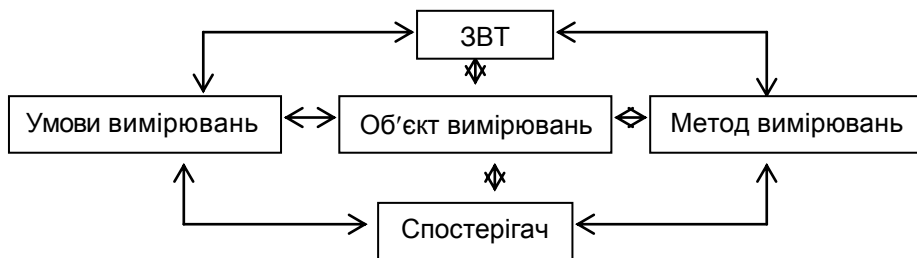 ЗВТ
Умови вимірювань
Об′єкт вимірювань
Метод вимірювань
Спостерігач